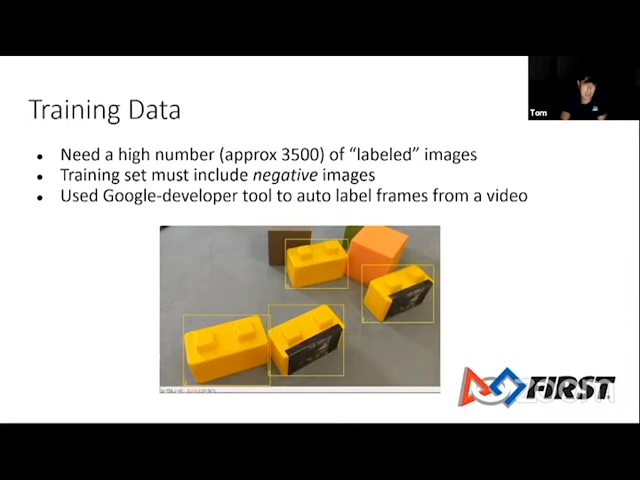 Tom
Training Data
• Need a high number (approx 3500) of “labeled” images
• Training set must include negative images
• Used Google-developer tool to auto label frames from a video
FIRST
zoom